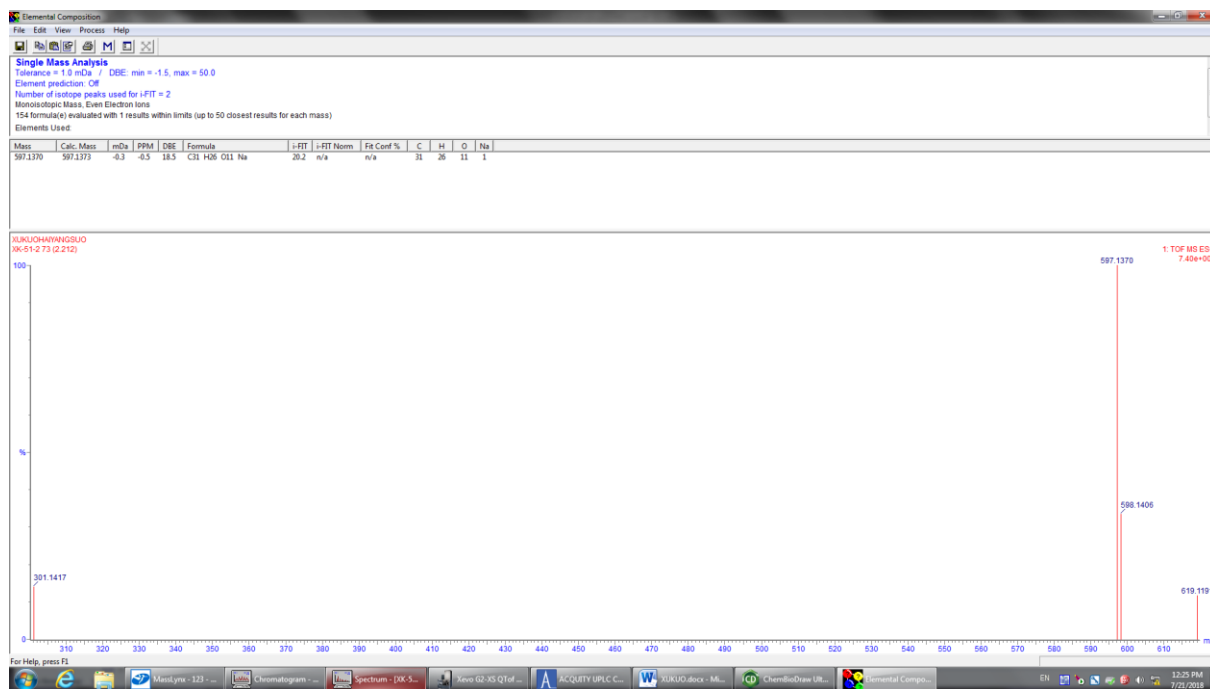 Elemental Composition
File Edit View Process Help
Single Mass Analysis
Tolerance = 1.0 mDa / DBE: min = -1.5, max = 50.0
Element prediction: Off
Number of isotope peaks used for i-FIT = 2
Monoisotopic Mass, Even Electron Ions
154 formula(e) evaluated with 1 results within limits (up to 50 closest results for each mass)
Elements Used:
Mass Calc. Mass mDa PPM DBE Formula i-FIT i-FIT Norm Fit Conf % C H O Na
597.1370 597.1373 -0.3 -0.5 18.5 C31 H26 O11 Na 20.2 n/a n/a 31 26 11 1
XUKUOHAIYANGSUO
XK-51-2 73 (2.212)
1: TOF MS ES
7.40e+00
100
597.1370
%
598.1406
301.1417
619.119
0
310 320 330 340 350 360 370 380 390 400 410 420 430 440 450 460 470 480 490 500 510 520 530 540 550 560 570 580 590 600 610
m
For Help, press F1
MassLynx - 123 - ... Chromatogram - ... Spectrum - [XK-5... Xevo G2-XS QTof ... ACQUITY UPLC C... XUKUO.docx - Mi... ChemBioDraw Ult... Elemental Compo...
EN
12:25 PM
7/21/2018